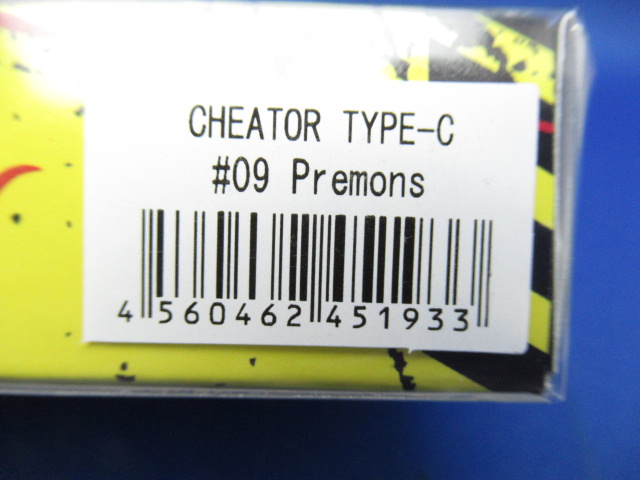 CHEATOR TYPE-C
#09 Premons
4 560462 451933